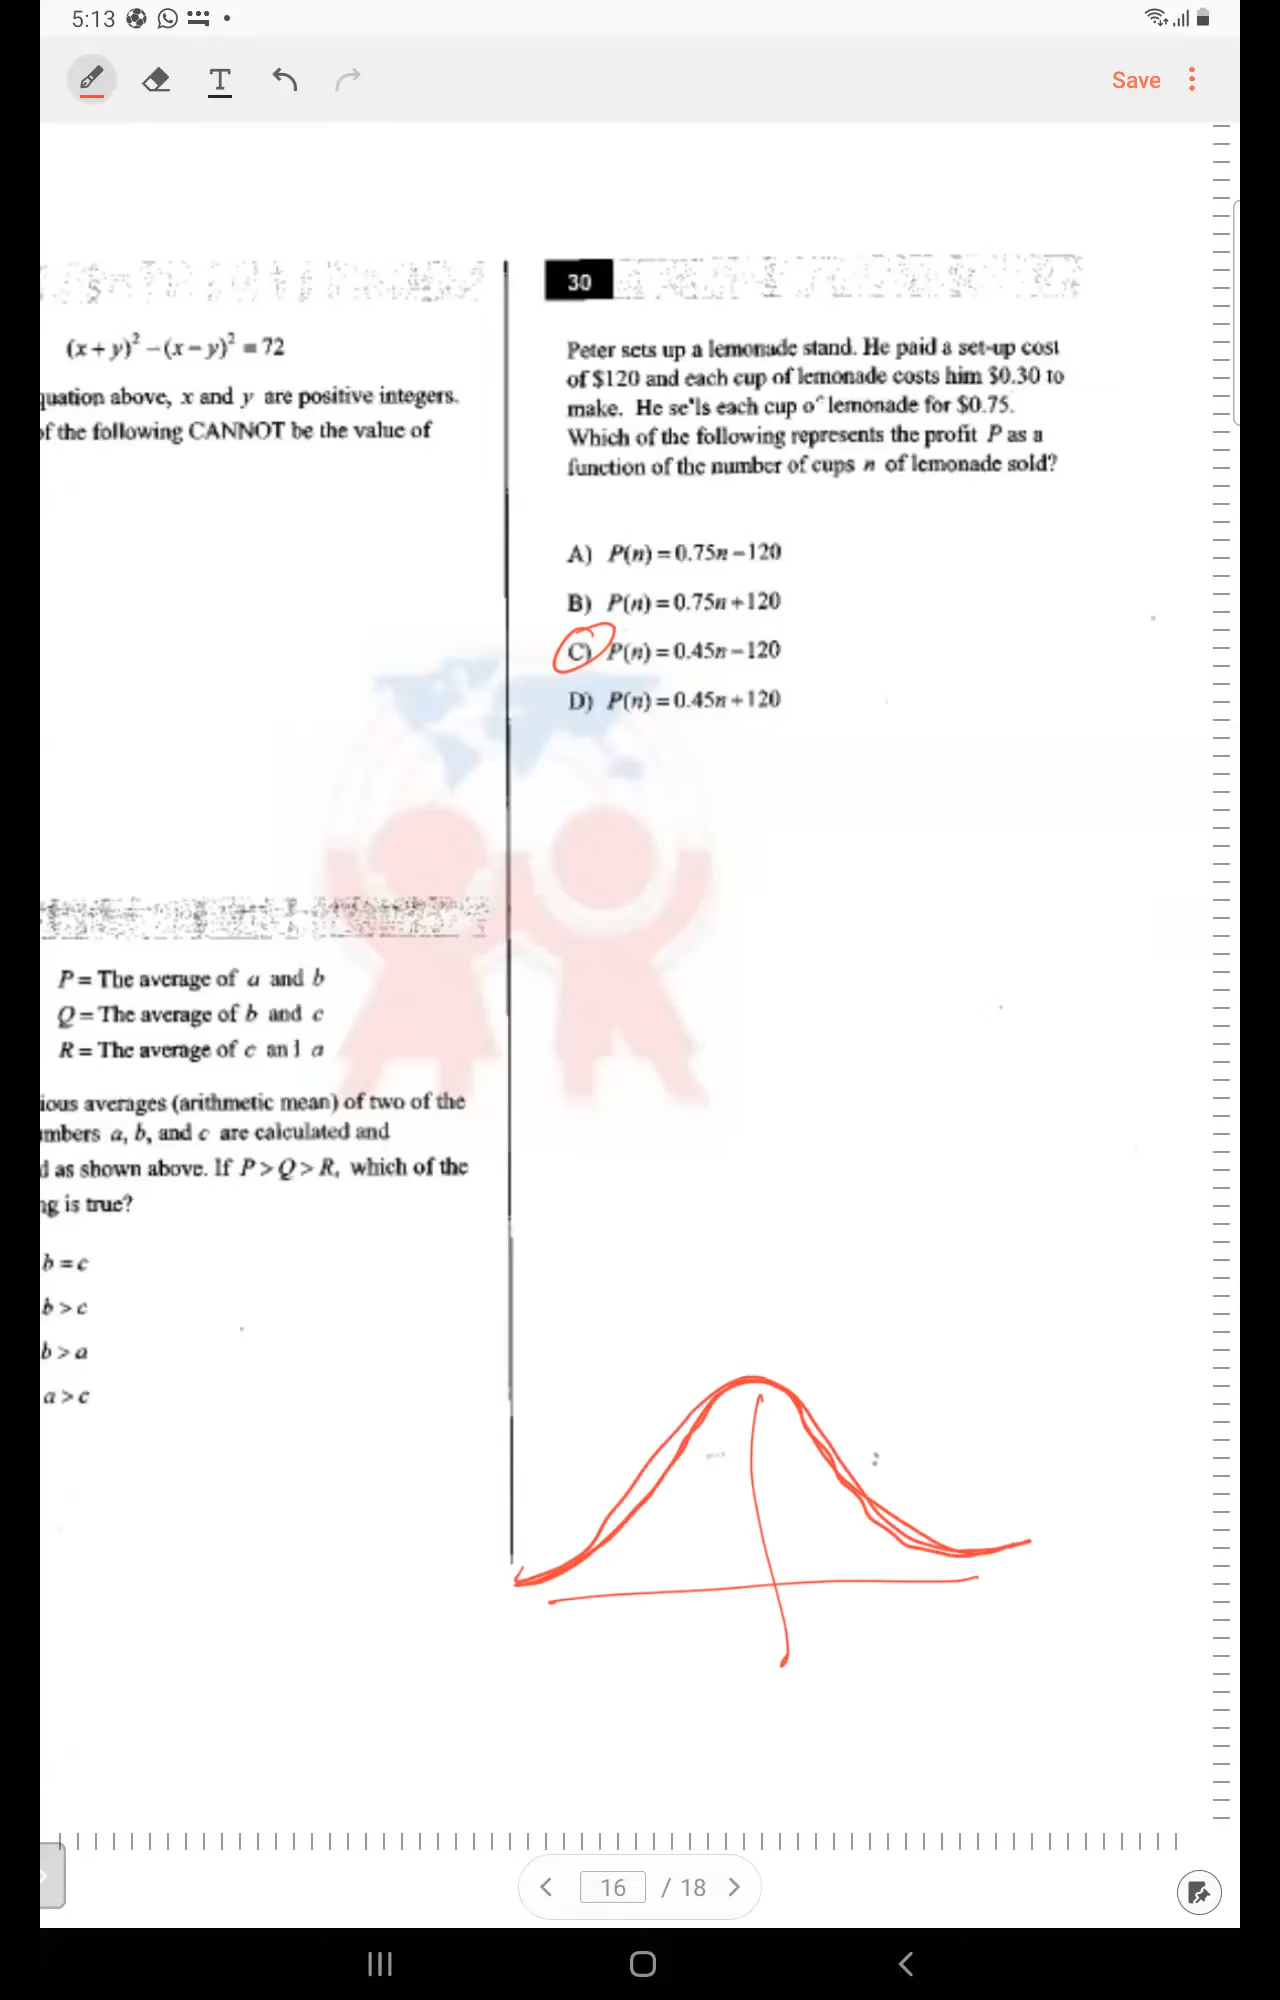 5:13
Save
(x+y)² − (x−y)² = 72
quation above, x and y are positive integers.
of the following CANNOT be the value of
P = The average of a and b
Q = The average of b and c
R = The average of c an l a
ious averages (arithmetic mean) of two of the
mbers a, b, and c are calculated and
d as shown above. If P > Q > R, which of the
ng is true?
b = c
b > c
b > a
a > c
30
Peter sets up a lemonade stand. He paid a set-up cost
of $120 and each cup of lemonade costs him $0.30 to
make. He se'ls each cup o lemonade for $0.75.
Which of the following represents the profit P as a
function of the number of cups n of lemonade sold?
A) P(n) = 0.75n − 120
B) P(n) = 0.75n + 120
C) P(n) = 0.45n − 120
D) P(n) = 0.45n + 120
16 / 18